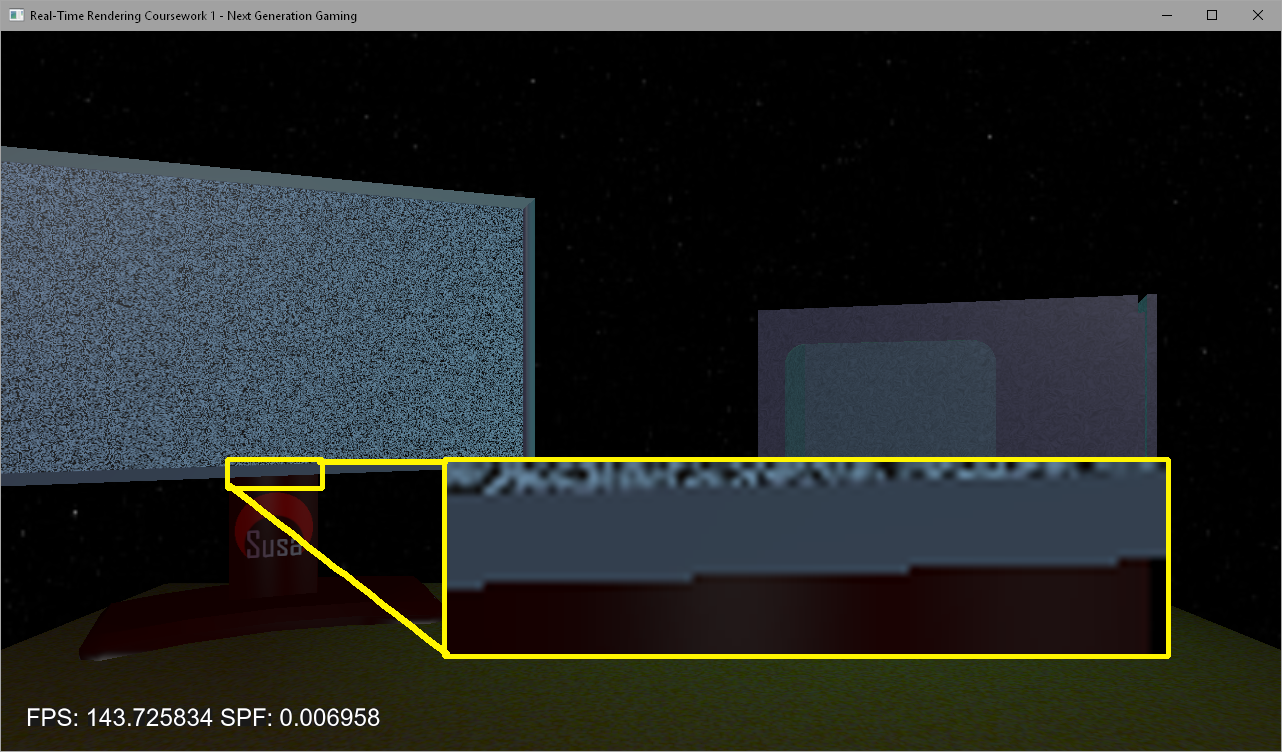 Real-Time Rendering Coursework 1 - Next Generation Gaming
Susa
FPS: 143.725834 SPF: 0.006958